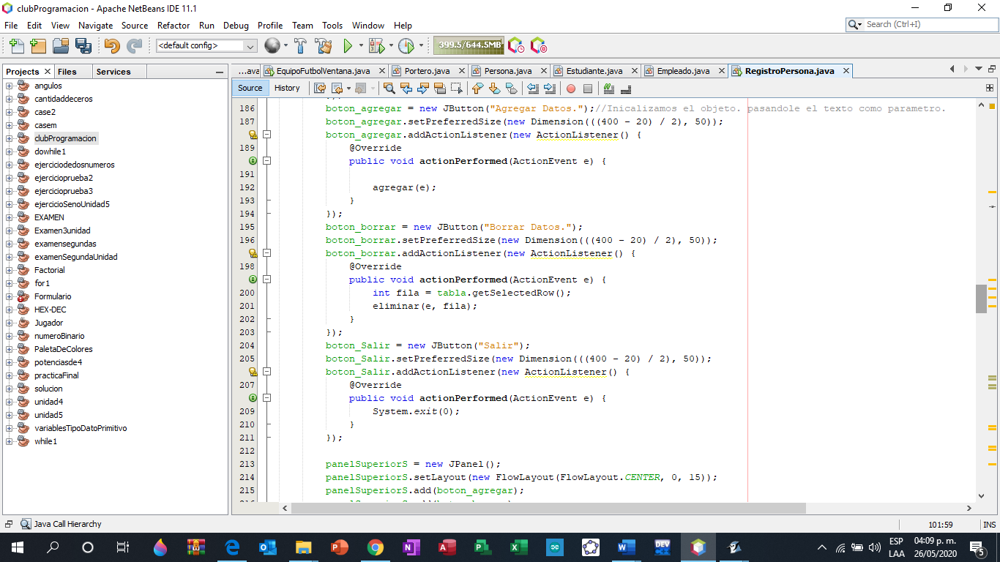 clubProgramacion - Apache NetBeans IDE 11.1
File Edit View Navigate Source Refactor Run Debug Profile Team Tools Window Help
Search (Ctrl+I)
<default config>
399.5/644.5MB
Projects Files Services
...ava EquipoFutbolVentana.java Portero.java Persona.java Estudiante.java Empleado.java RegistroPersona.java
Source History
angulos
cantidaddeceros
case2
casem
clubProgramacion
dowhile1
ejerciciodedosnumeros
ejercicioprueba2
ejercicioprueba3
ejercicioSenoUnidad5
EXAMEN
Examen3unidad
examensegundas
examenSegundaUnidad
Factorial
for1
Formulario
HEX-DEC
Jugador
numeroBinario
PaletaDeColores
potenciasde4
practicaFinal
solucion
unidad4
unidad5
variablesTipoDatoPrimitivo
while1
186 boton_agregar = new JButton("Agregar Datos.");//Inicalizamos el objeto. pasandole el texto como parametro.
187 boton_agregar.setPreferredSize(new Dimension(((400 - 20) / 2), 50));
boton_agregar.addActionListener(new ActionListener() {
189 @Override
public void actionPerformed(ActionEvent e) {
191
192 agregar(e);
193 }
194 });
195 boton_borrar = new JButton("Borrar Datos.");
196 boton_borrar.setPreferredSize(new Dimension(((400 - 20) / 2), 50));
boton_borrar.addActionListener(new ActionListener() {
198 @Override
public void actionPerformed(ActionEvent e) {
200 int fila = tabla.getSelectedRow();
201 eliminar(e, fila);
202 }
203 });
204 boton_Salir = new JButton("Salir");
205 boton_Salir.setPreferredSize(new Dimension(((400 - 20) / 2), 50));
boton_Salir.addActionListener(new ActionListener() {
207 @Override
public void actionPerformed(ActionEvent e) {
209 System.exit(0);
210 }
211 });
212
213 panelSuperiorS = new JPanel();
214 panelSuperiorS.setLayout(new FlowLayout(FlowLayout.CENTER, 0, 15));
215 panelSuperiorS.add(boton_agregar);
Java Call Hierarchy
101:59 INS
ESP 04:09 p. m.
LAA 26/05/2020
5